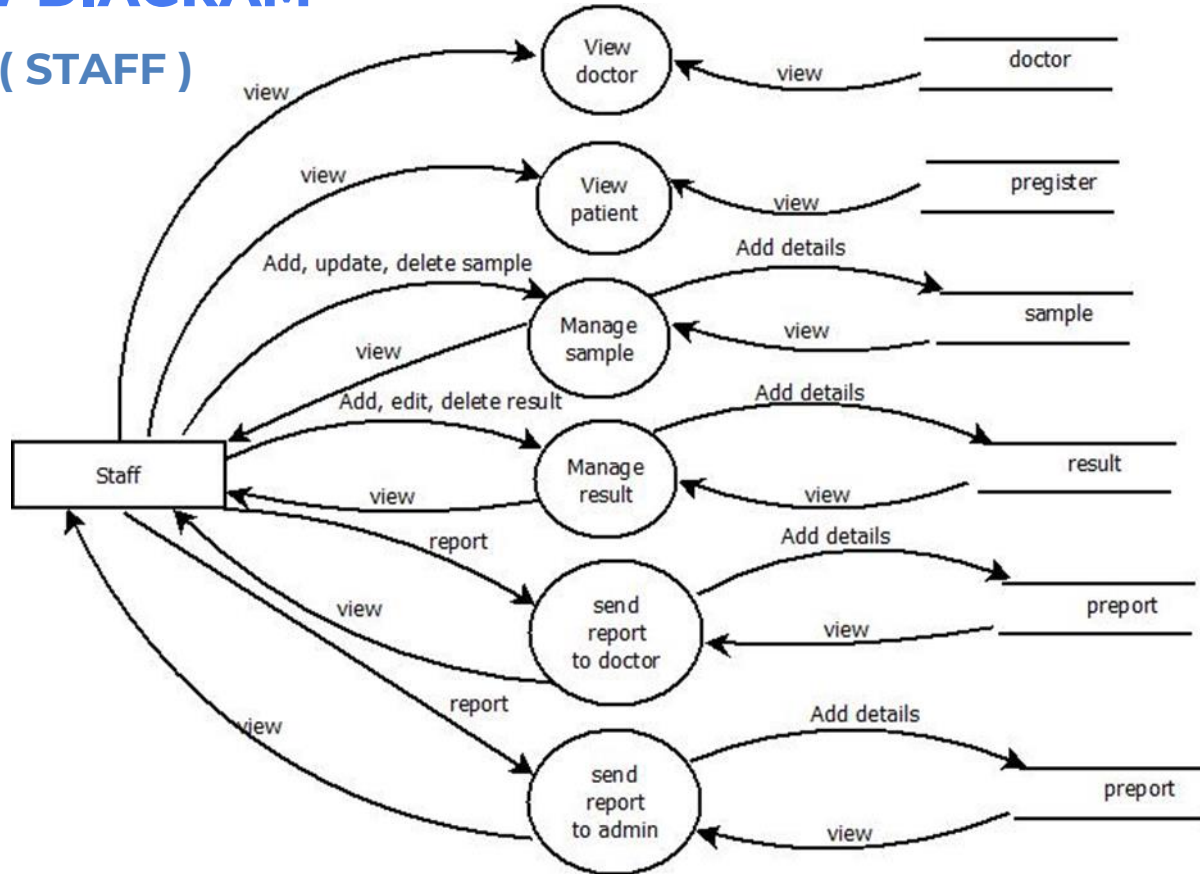 DIAGRAM
( STAFF )
view
View
doctor
view
doctor
view
View
patient
view
pregister
Add, update, delete sample
Manage
sample
Add details
view
sample
view
Add, edit, delete result
Manage
result
Add details
view
result
Staff
view
report
send
report
to doctor
Add details
view
preport
view
report
send
report
to admin
Add details
view
preport
view